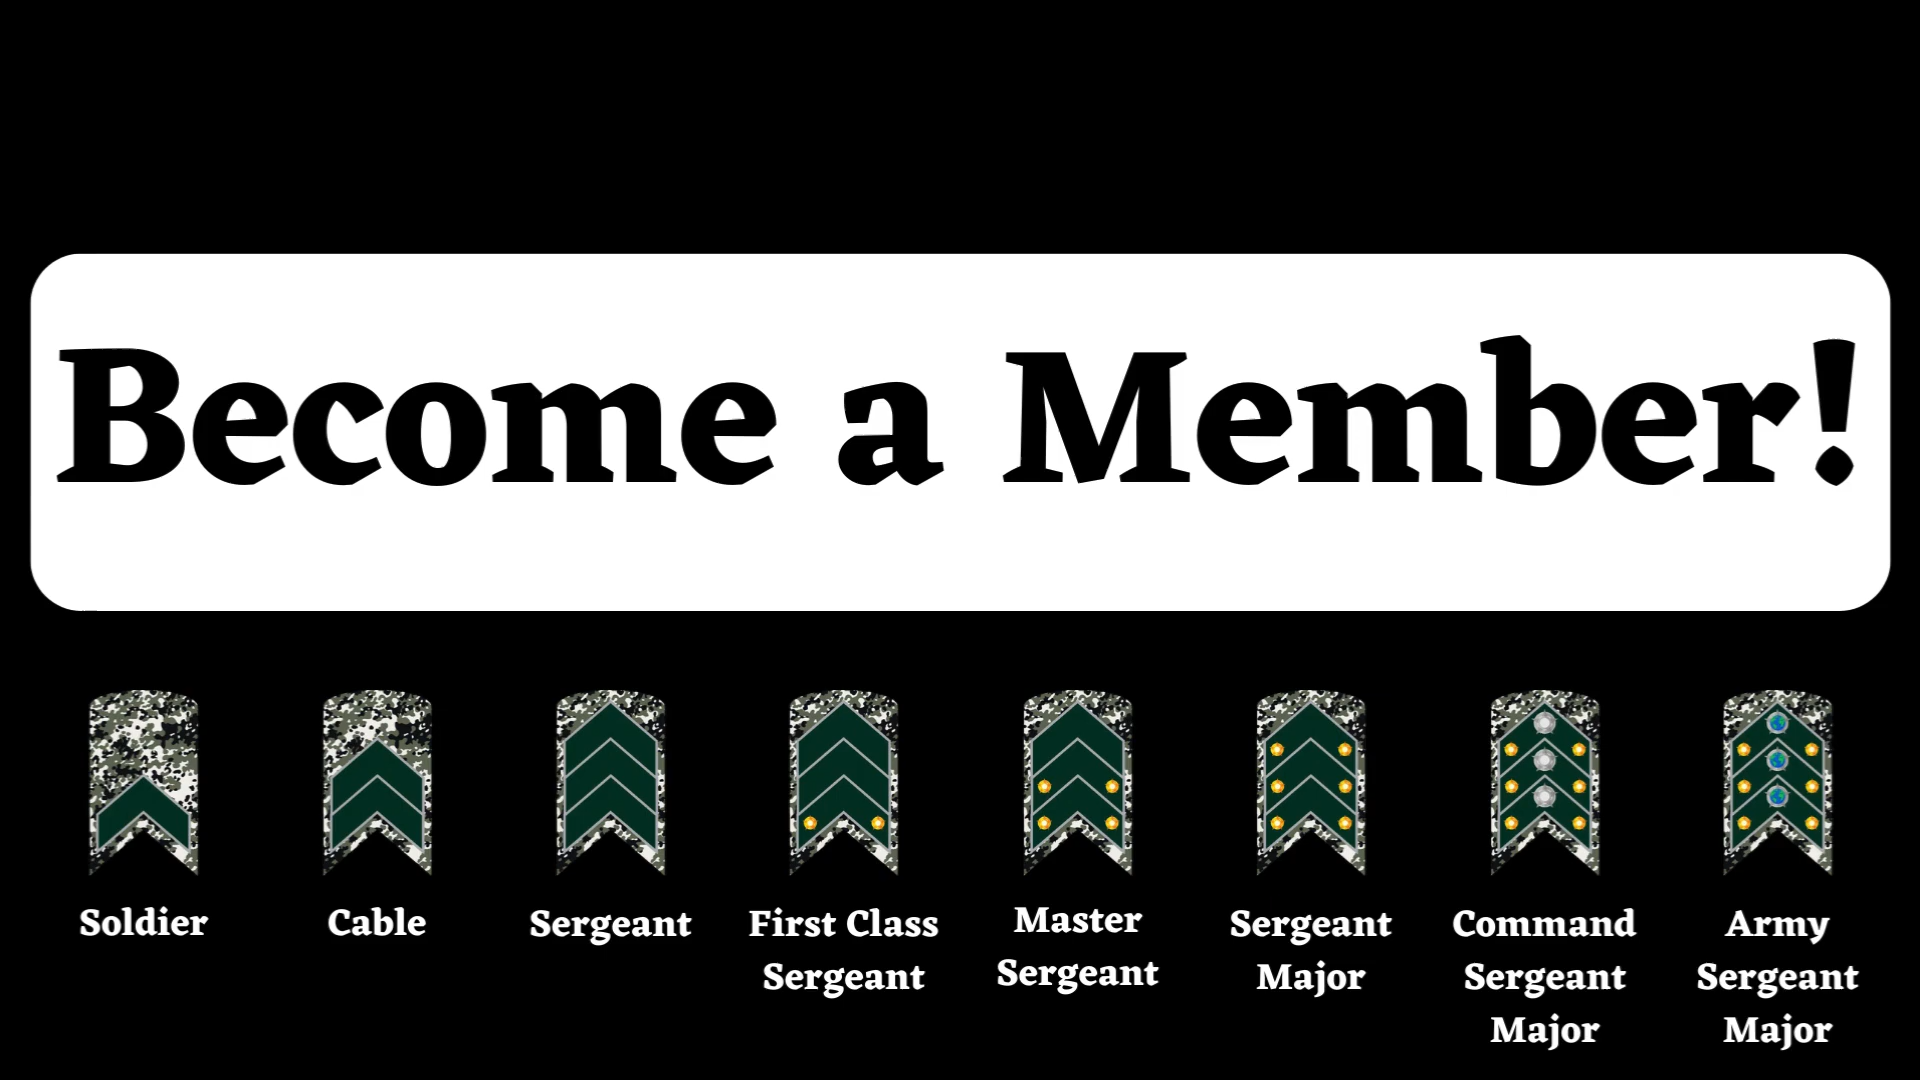 Become a Member!
Soldier
Cable
Sergeant
First Class
Sergeant
Master
Sergeant
Sergeant
Major
Command
Sergeant
Major
Army
Sergeant
Major